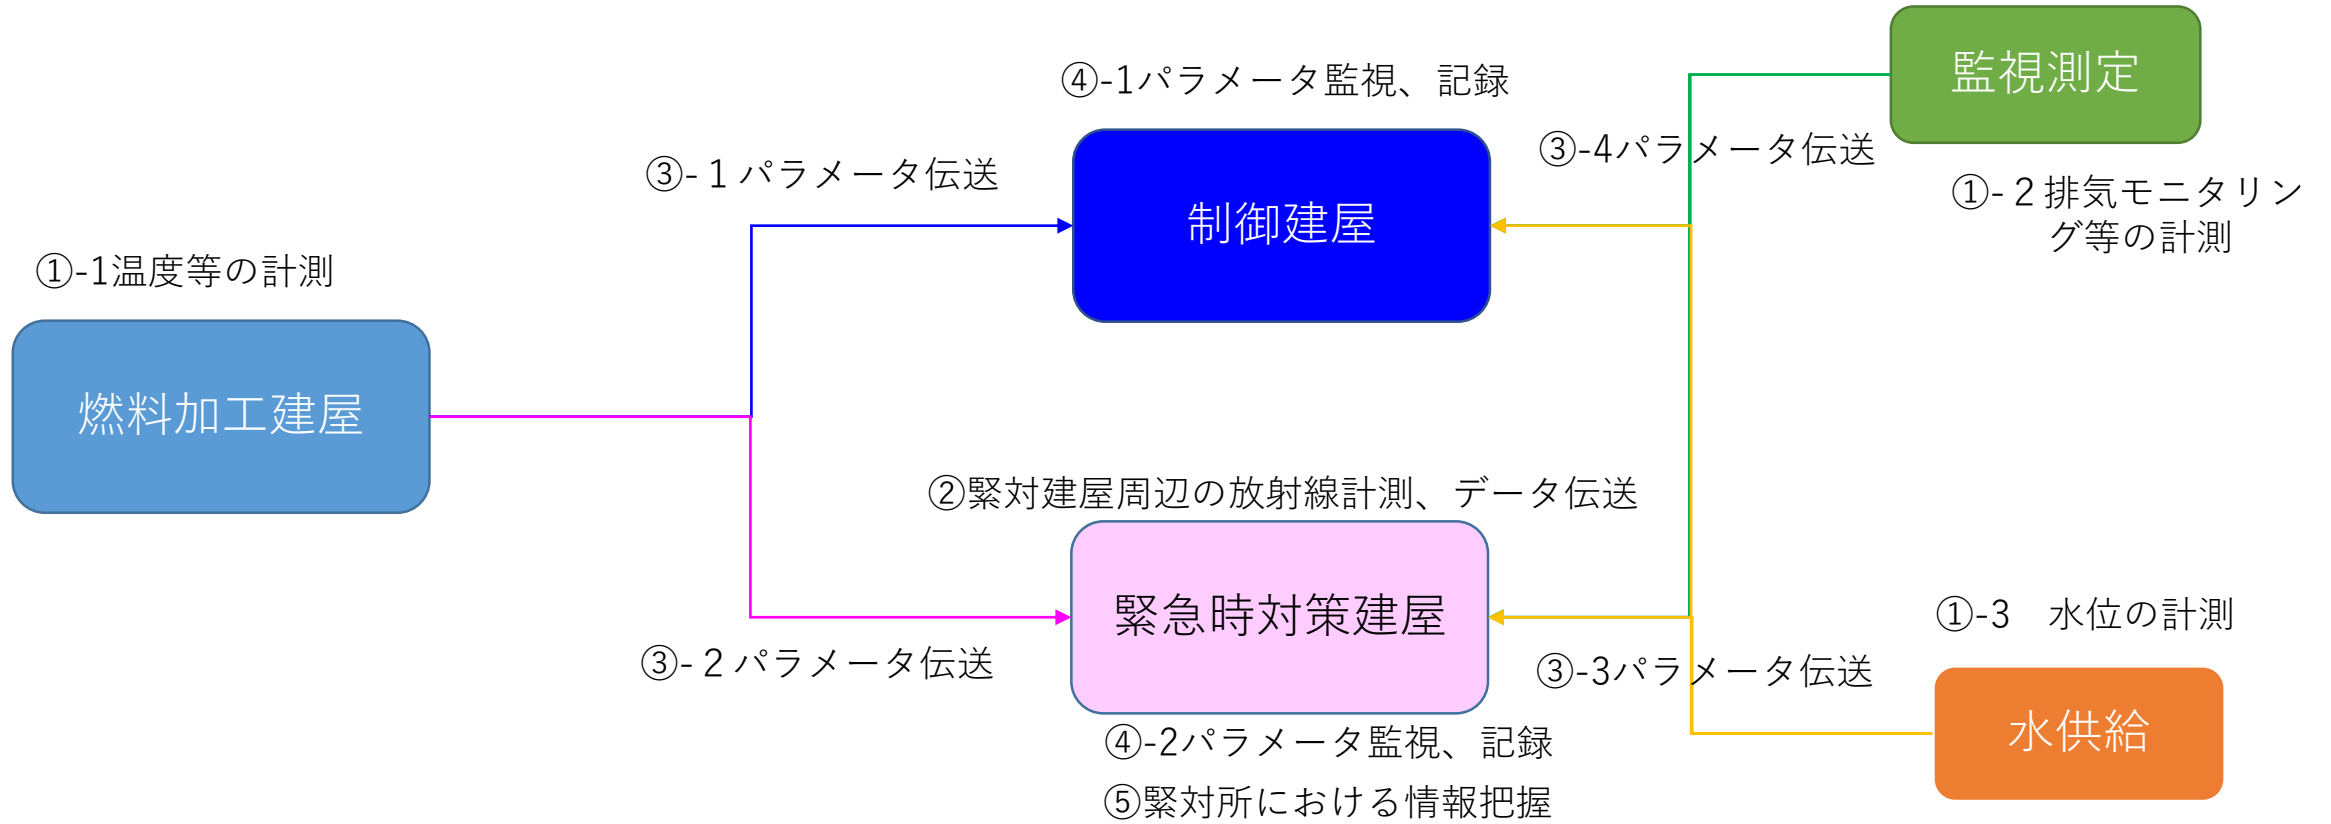 監視測定
④-1パラメータ監視、記録
③-4パラメータ伝送
③-１パラメータ伝送
①-２排気モニタリン
グ等の計測
制御建屋
①-1温度等の計測
燃料加工建屋
②緊対建屋周辺の放射線計測、データ伝送
緊急時対策建屋
①-3　水位の計測
③-２パラメータ伝送
③-3パラメータ伝送
水供給
④-2パラメータ監視、記録
⑤緊対所における情報把握